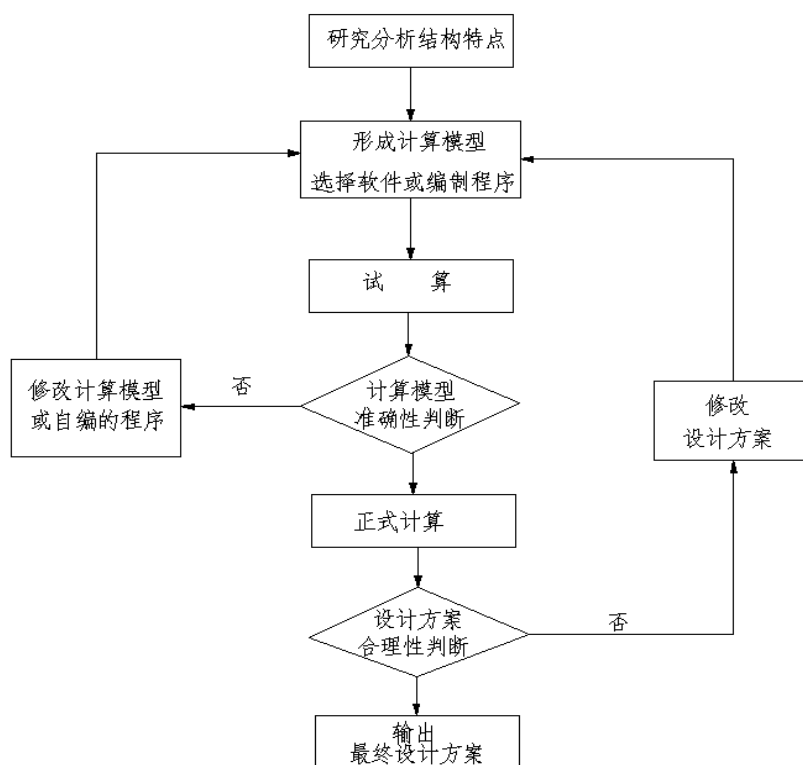 研究分析结构特点
形成计算模型
选择软件或编制程序
试 算
计算模型
准确性判断
否
修改计算模型
或自编的程序
修改
设计方案
正式计算
设计方案
合理性判断
否
输出
最终设计方案